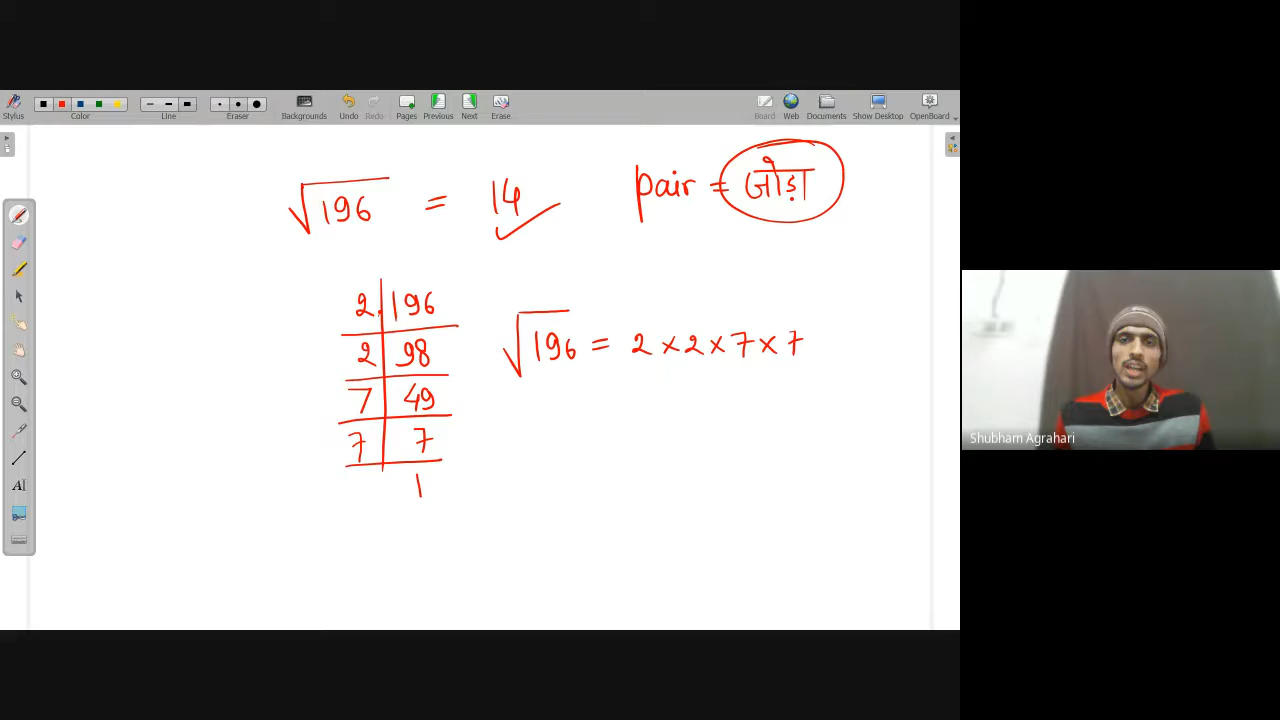 Stylus Color Line Eraser Backgrounds Undo Redo Pages Previous Next Erase Board Web Documents Show Desktop OpenBoard
√196 = 14 pair = जोड़ा
2 196
2 98
√196 = 2 × 2 × 7 × 7
7 49
7 7
1
Shubham Agrahari